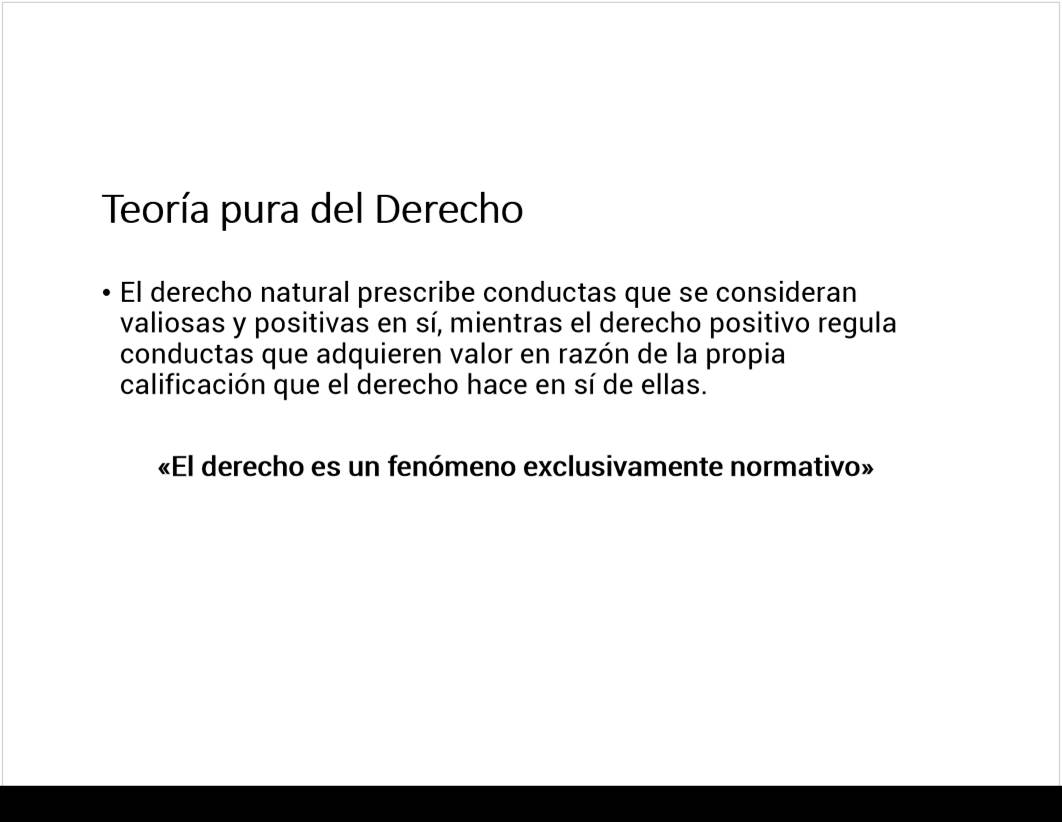 Teoría pura del Derecho
• El derecho natural prescribe conductas que se consideran
valiosas y positivas en sí, mientras el derecho positivo regula
conductas que adquieren valor en razón de la propia
calificación que el derecho hace en sí de ellas.
«El derecho es un fenómeno exclusivamente normativo»